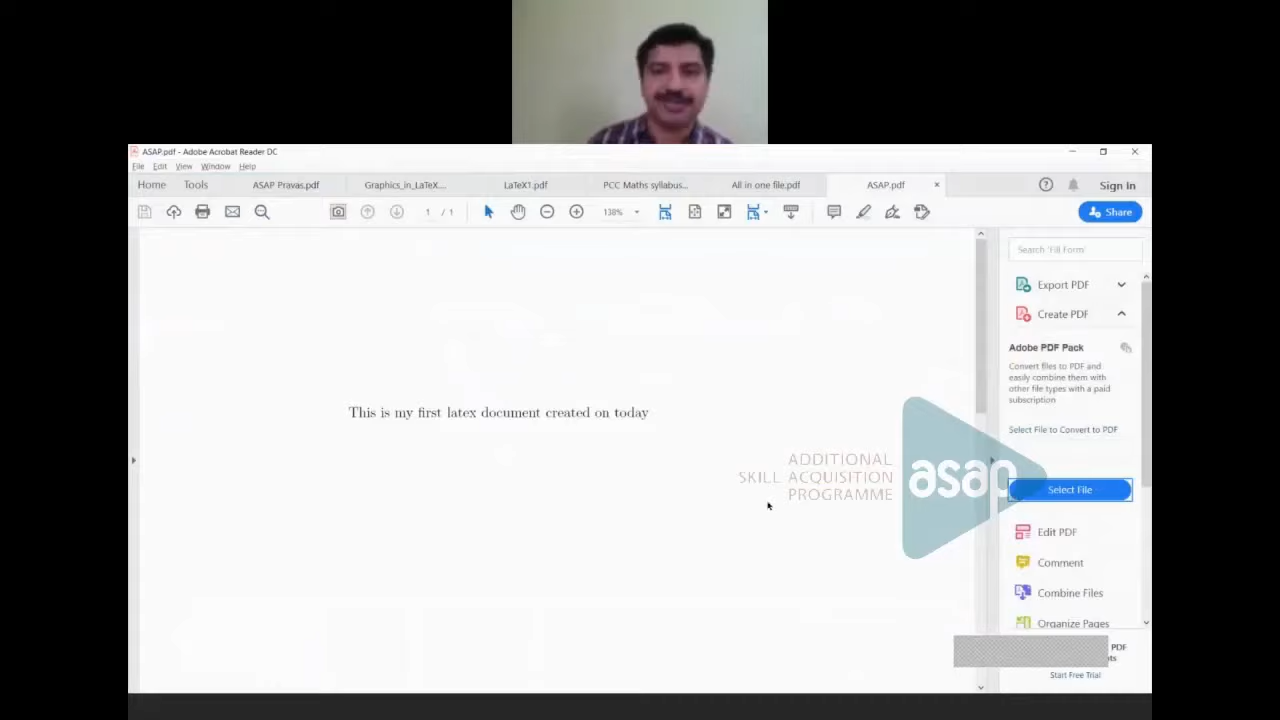 ASAP.pdf - Adobe Acrobat Reader DC
File Edit View Window Help
Home Tools ASAP Pravas.pdf Graphics_in_LaTeX... LaTeX1.pdf PCC Maths syllabus... All in one file.pdf ASAP.pdf × Sign In
1 / 1 138% Share
Search 'Fill Form'
Export PDF
Create PDF
Adobe PDF Pack
Convert files to PDF and
easily combine them with
other file types with a paid
subscription
Select File to Convert to PDF
This is my first latex document created on today
ADDITIONAL
SKILL ACQUISITION
PROGRAMME
asap
Select File
Edit PDF
Comment
Combine Files
Organize Pages
PDF
Start Free Trial